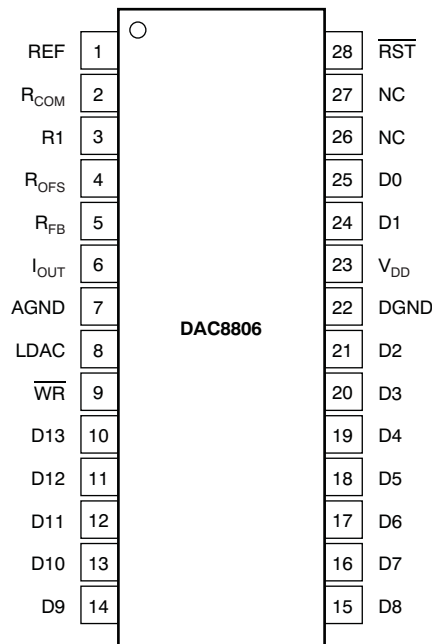 REF 1 28 R̅S̅T̅
R_COM 2 27 NC
R1 3 26 NC
R_OFS 4 25 D0
R_FB 5 24 D1
I_OUT 6 23 V_DD
AGND 7 22 DGND
DAC8806
LDAC 8 21 D2
W̅R̅ 9 20 D3
D13 10 19 D4
D12 11 18 D5
D11 12 17 D6
D10 13 16 D7
D9 14 15 D8